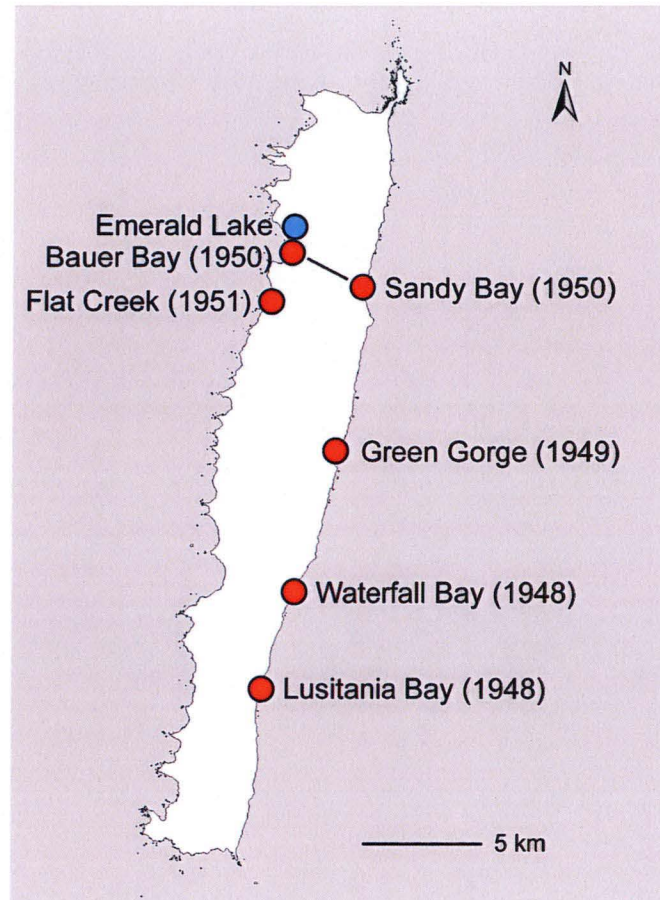 N
Emerald Lake
Bauer Bay (1950)
Sandy Bay (1950)
Flat Creek (1951)
Green Gorge (1949)
Waterfall Bay (1948)
Lusitania Bay (1948)
5 km